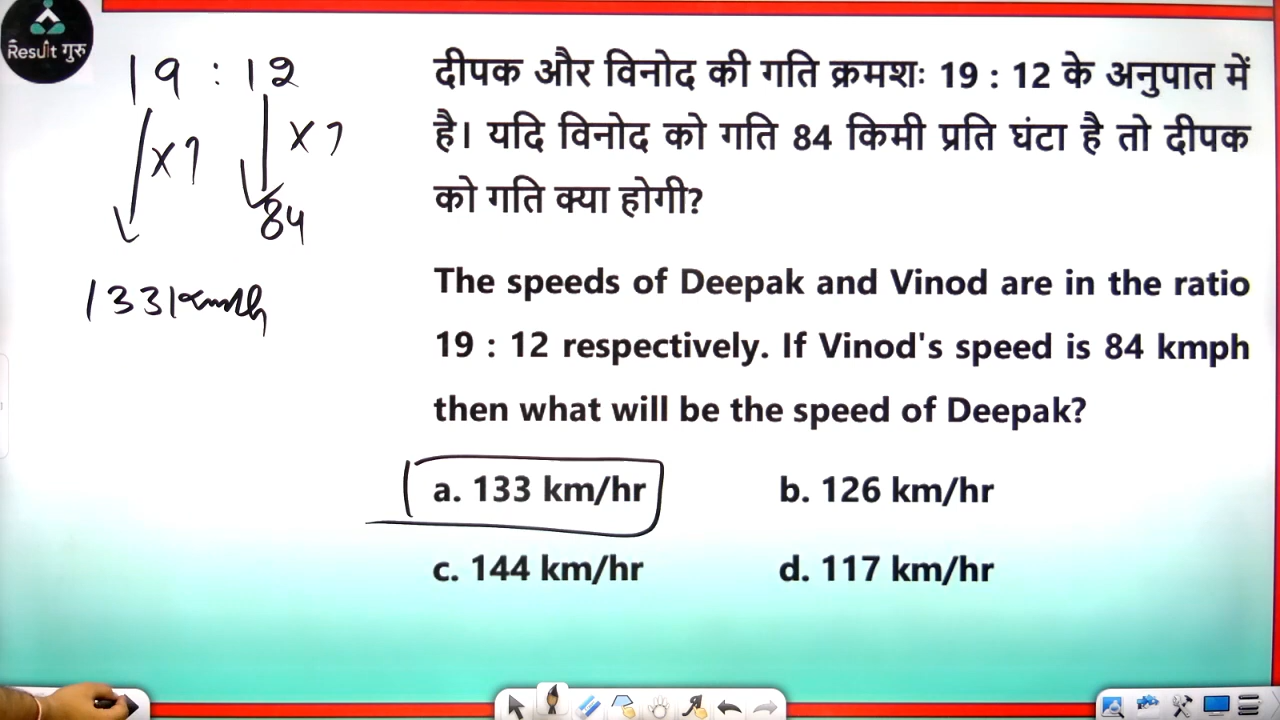 Result गुरु
19 : 12
×7 ×7
84
133 kmh
दीपक और विनोद की गति क्रमशः 19 : 12 के अनुपात में
है। यदि विनोद को गति 84 किमी प्रति घंटा है तो दीपक
को गति क्या होगी?
The speeds of Deepak and Vinod are in the ratio
19 : 12 respectively. If Vinod's speed is 84 kmph
then what will be the speed of Deepak?
a. 133 km/hr b. 126 km/hr
c. 144 km/hr d. 117 km/hr